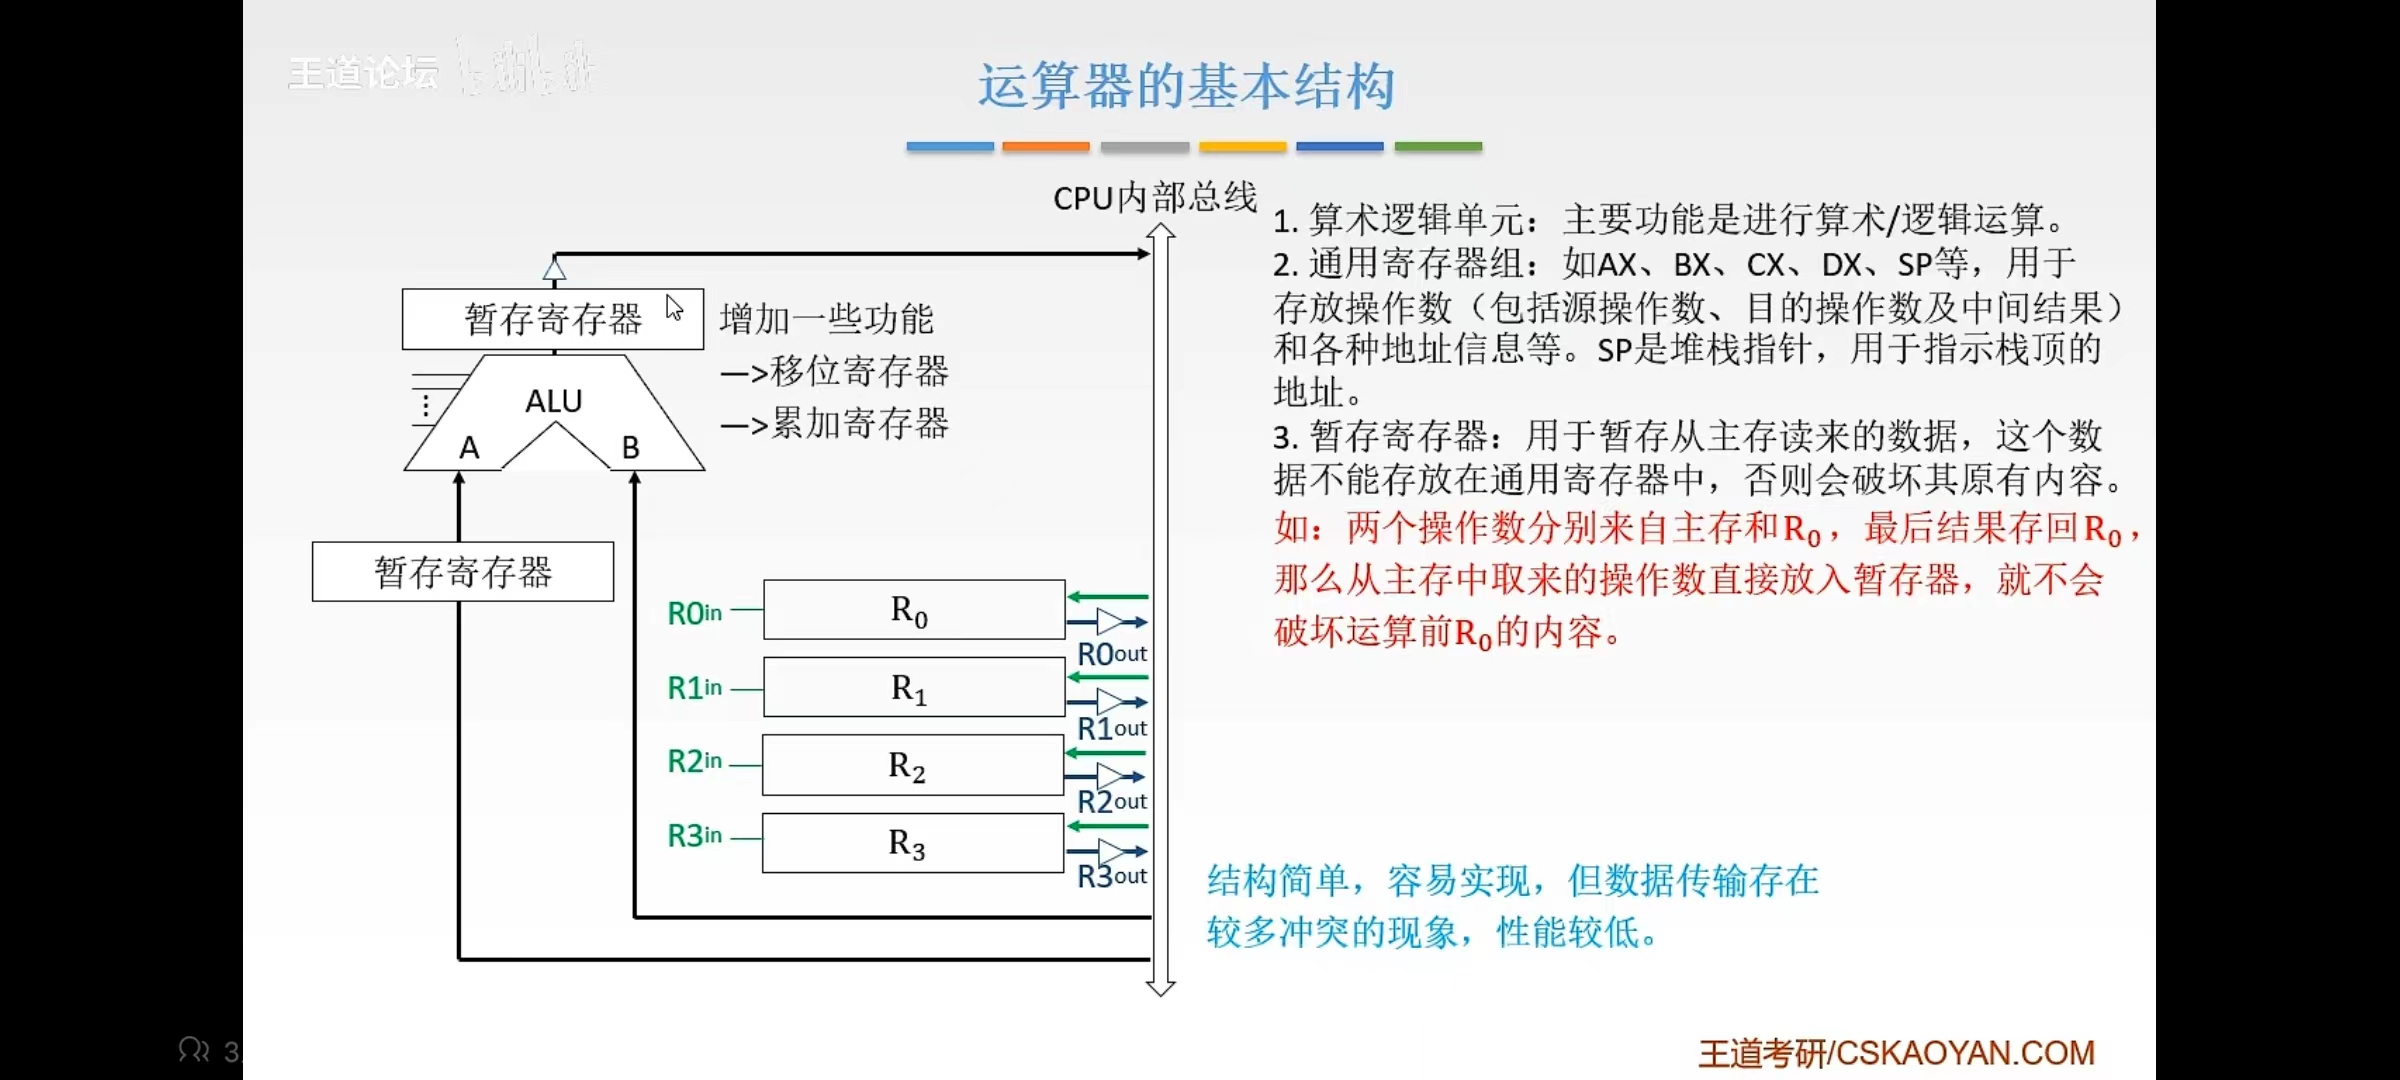 王道论坛
运算器的基本结构
CPU内部总线
暂存寄存器
增加一些功能
—>移位寄存器
—>累加寄存器
ALU
A
B
暂存寄存器
R0in
R₀
R0out
R1in
R₁
R1out
R2in
R₂
R2out
R3in
R₃
R3out
1. 算术逻辑单元：主要功能是进行算术/逻辑运算。
2. 通用寄存器组：如AX、BX、CX、DX、SP等，用于
存放操作数（包括源操作数、目的操作数及中间结果）
和各种地址信息等。SP是堆栈指针，用于指示栈顶的
地址。
3. 暂存寄存器：用于暂存从主存读来的数据，这个数
据不能存放在通用寄存器中，否则会破坏其原有内容。
如：两个操作数分别来自主存和R₀，最后结果存回R₀，
那么从主存中取来的操作数直接放入暂存器，就不会
破坏运算前R₀的内容。
结构简单，容易实现，但数据传输存在
较多冲突的现象，性能较低。
王道考研/CSKAOYAN.COM